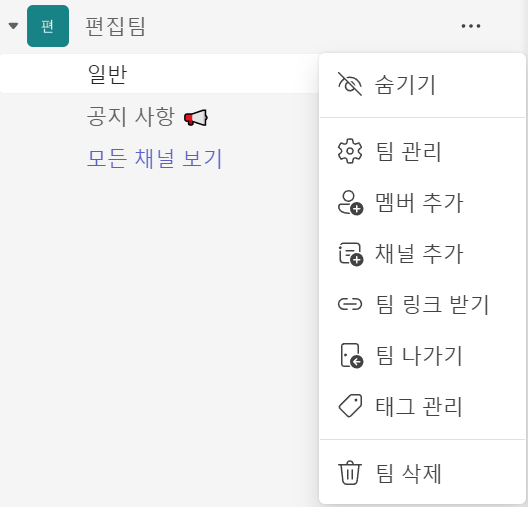 편 편집팀 ...
일반
공지 사항 📢
모든 채널 보기
숨기기
팀 관리
멤버 추가
채널 추가
팀 링크 받기
팀 나가기
태그 관리
팀 삭제